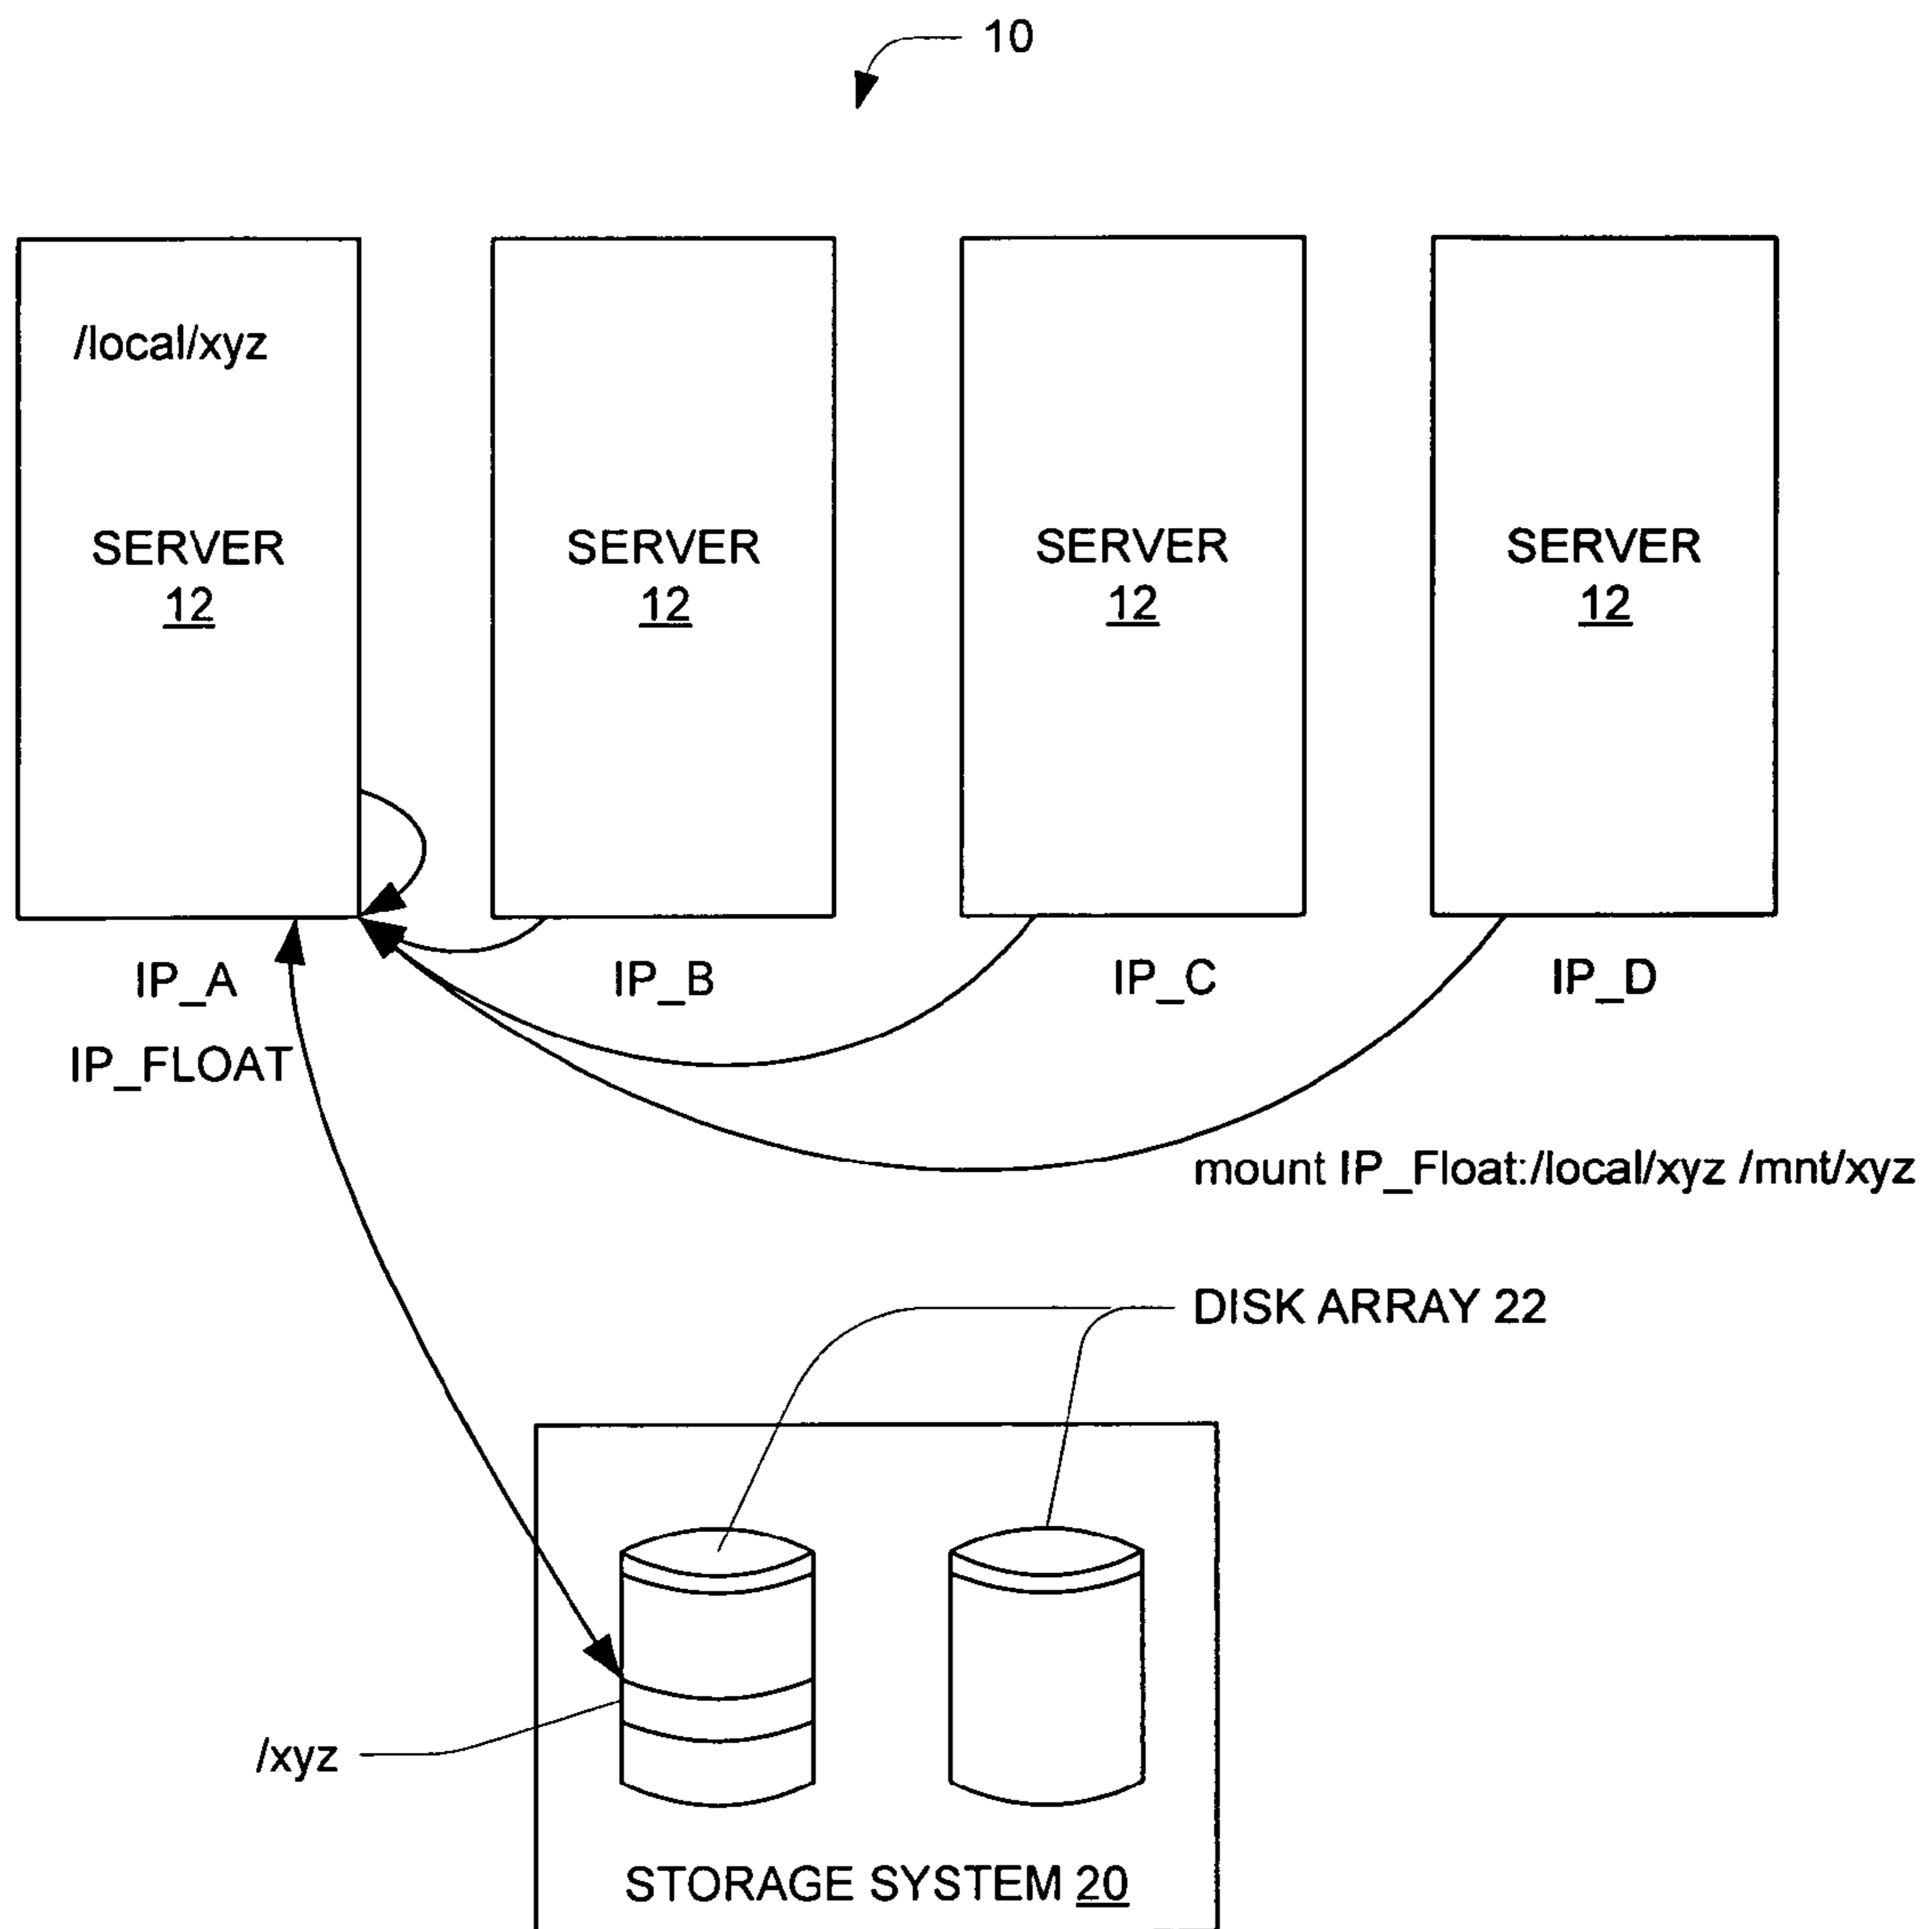 10
/local/xyz
SERVER
12
SERVER
12
SERVER
12
SERVER
12
IP_A
IP_B
IP_C
IP_D
IP_FLOAT
mount IP_Float:/local/xyz /mnt/xyz
DISK ARRAY 22
/xyz
STORAGE SYSTEM 20